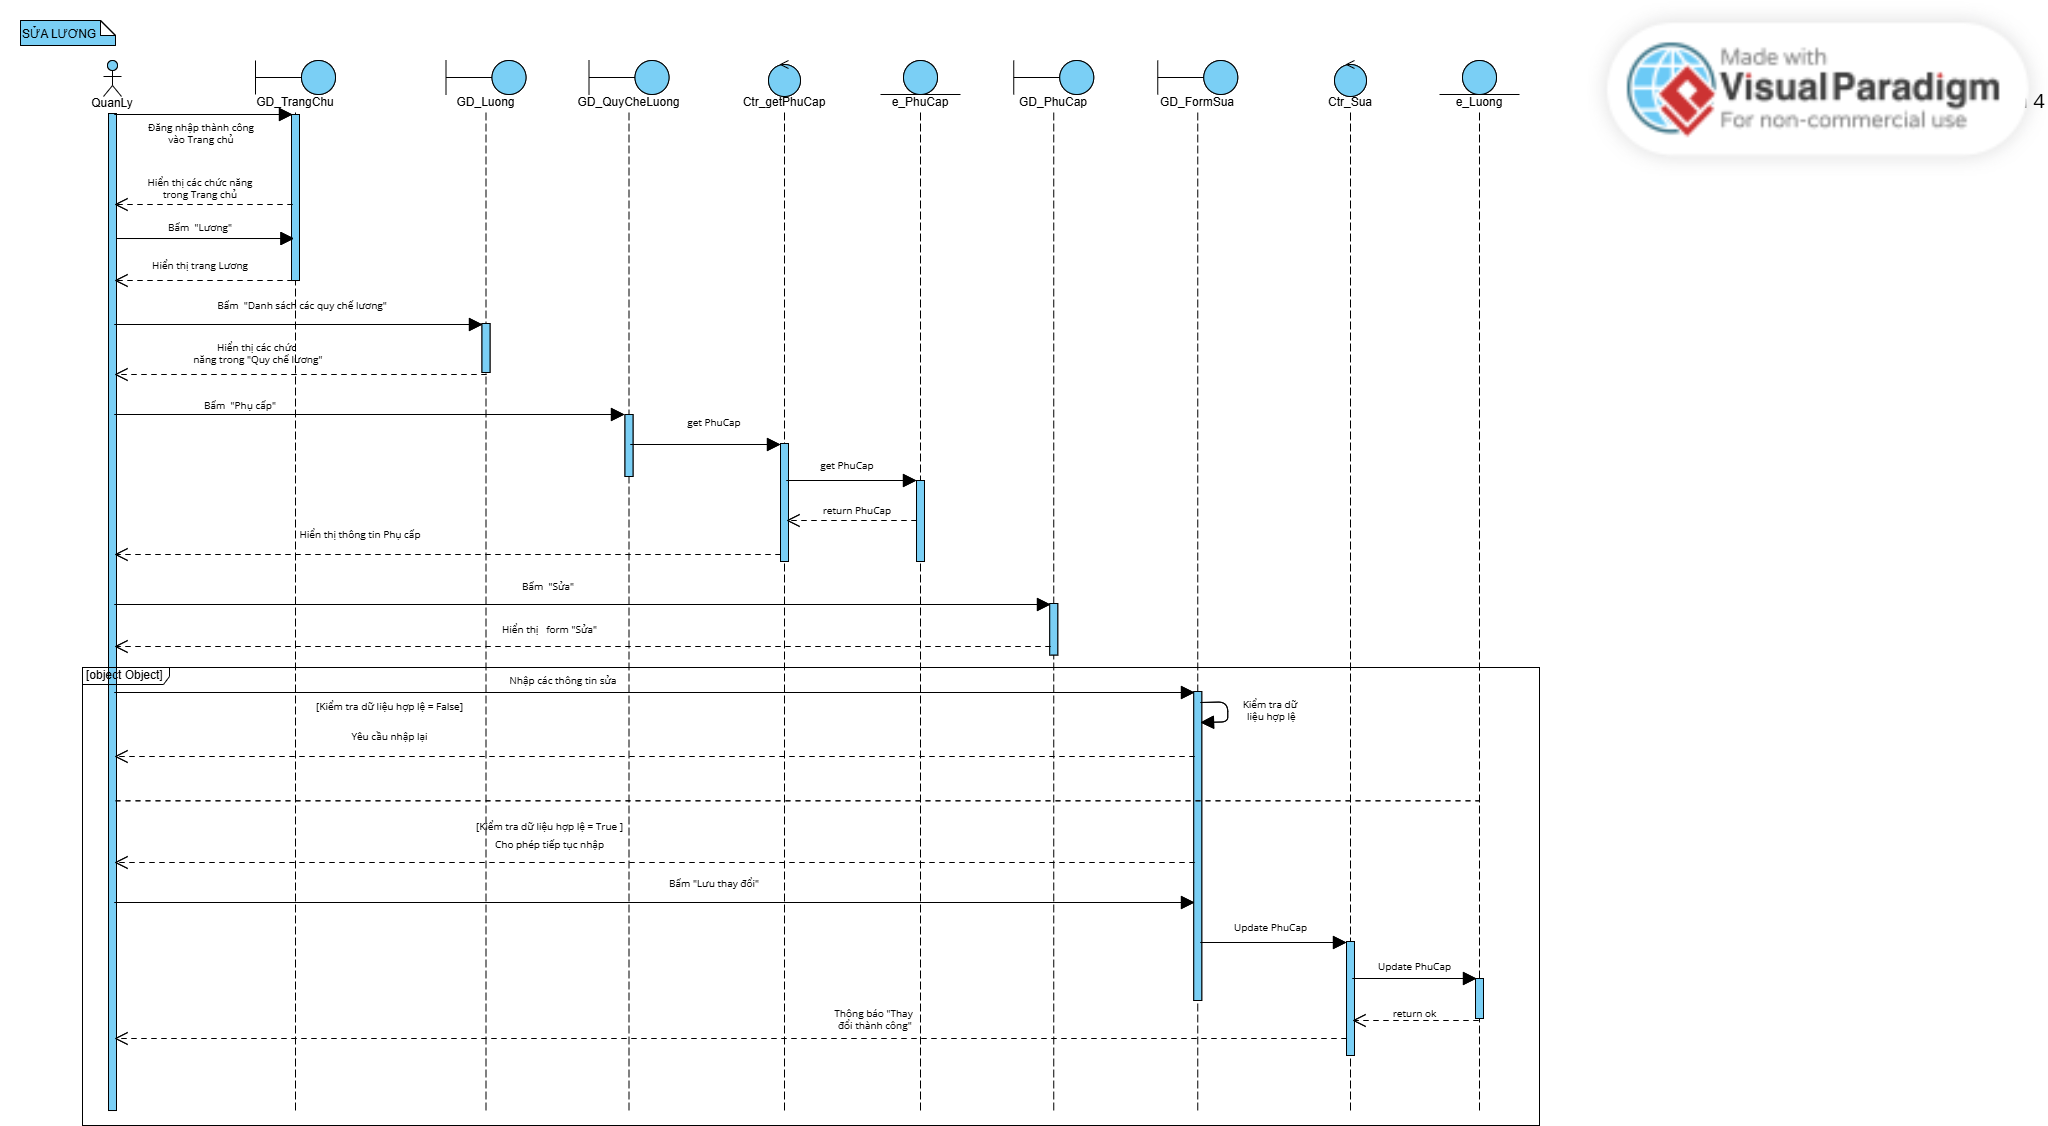 SỬA LƯƠNG
Made with
Visual Paradigm
For non-commercial use
4
QuanLy
GD_TrangChu
GD_Luong
GD_QuyCheLuong
Ctr_getPhuCap
e_PhuCap
GD_PhuCap
GD_FormSua
Ctr_Sua
e_Luong
Đăng nhập thành công
vào Trang chủ
Hiển thị các chức năng
trong Trang chủ
Bấm "Lương"
Hiển thị trang Lương
Bấm "Danh sách các quy chế lương"
Hiển thị các chức
năng trong "Quy chế lương"
Bấm "Phụ cấp"
get PhuCap
get PhuCap
return PhuCap
Hiển thị thông tin Phụ cấp
Bấm "Sửa"
Hiển thị form "Sửa"
[object Object]
Nhập các thông tin sửa
[Kiểm tra dữ liệu hợp lệ = False]
Kiểm tra dữ
liệu hợp lệ
Yêu cầu nhập lại
[Kiểm tra dữ liệu hợp lệ = True ]
Cho phép tiếp tục nhập
Bấm "Lưu thay đổi"
Update PhuCap
Update PhuCap
return ok
Thông báo "Thay
đổi thành công"